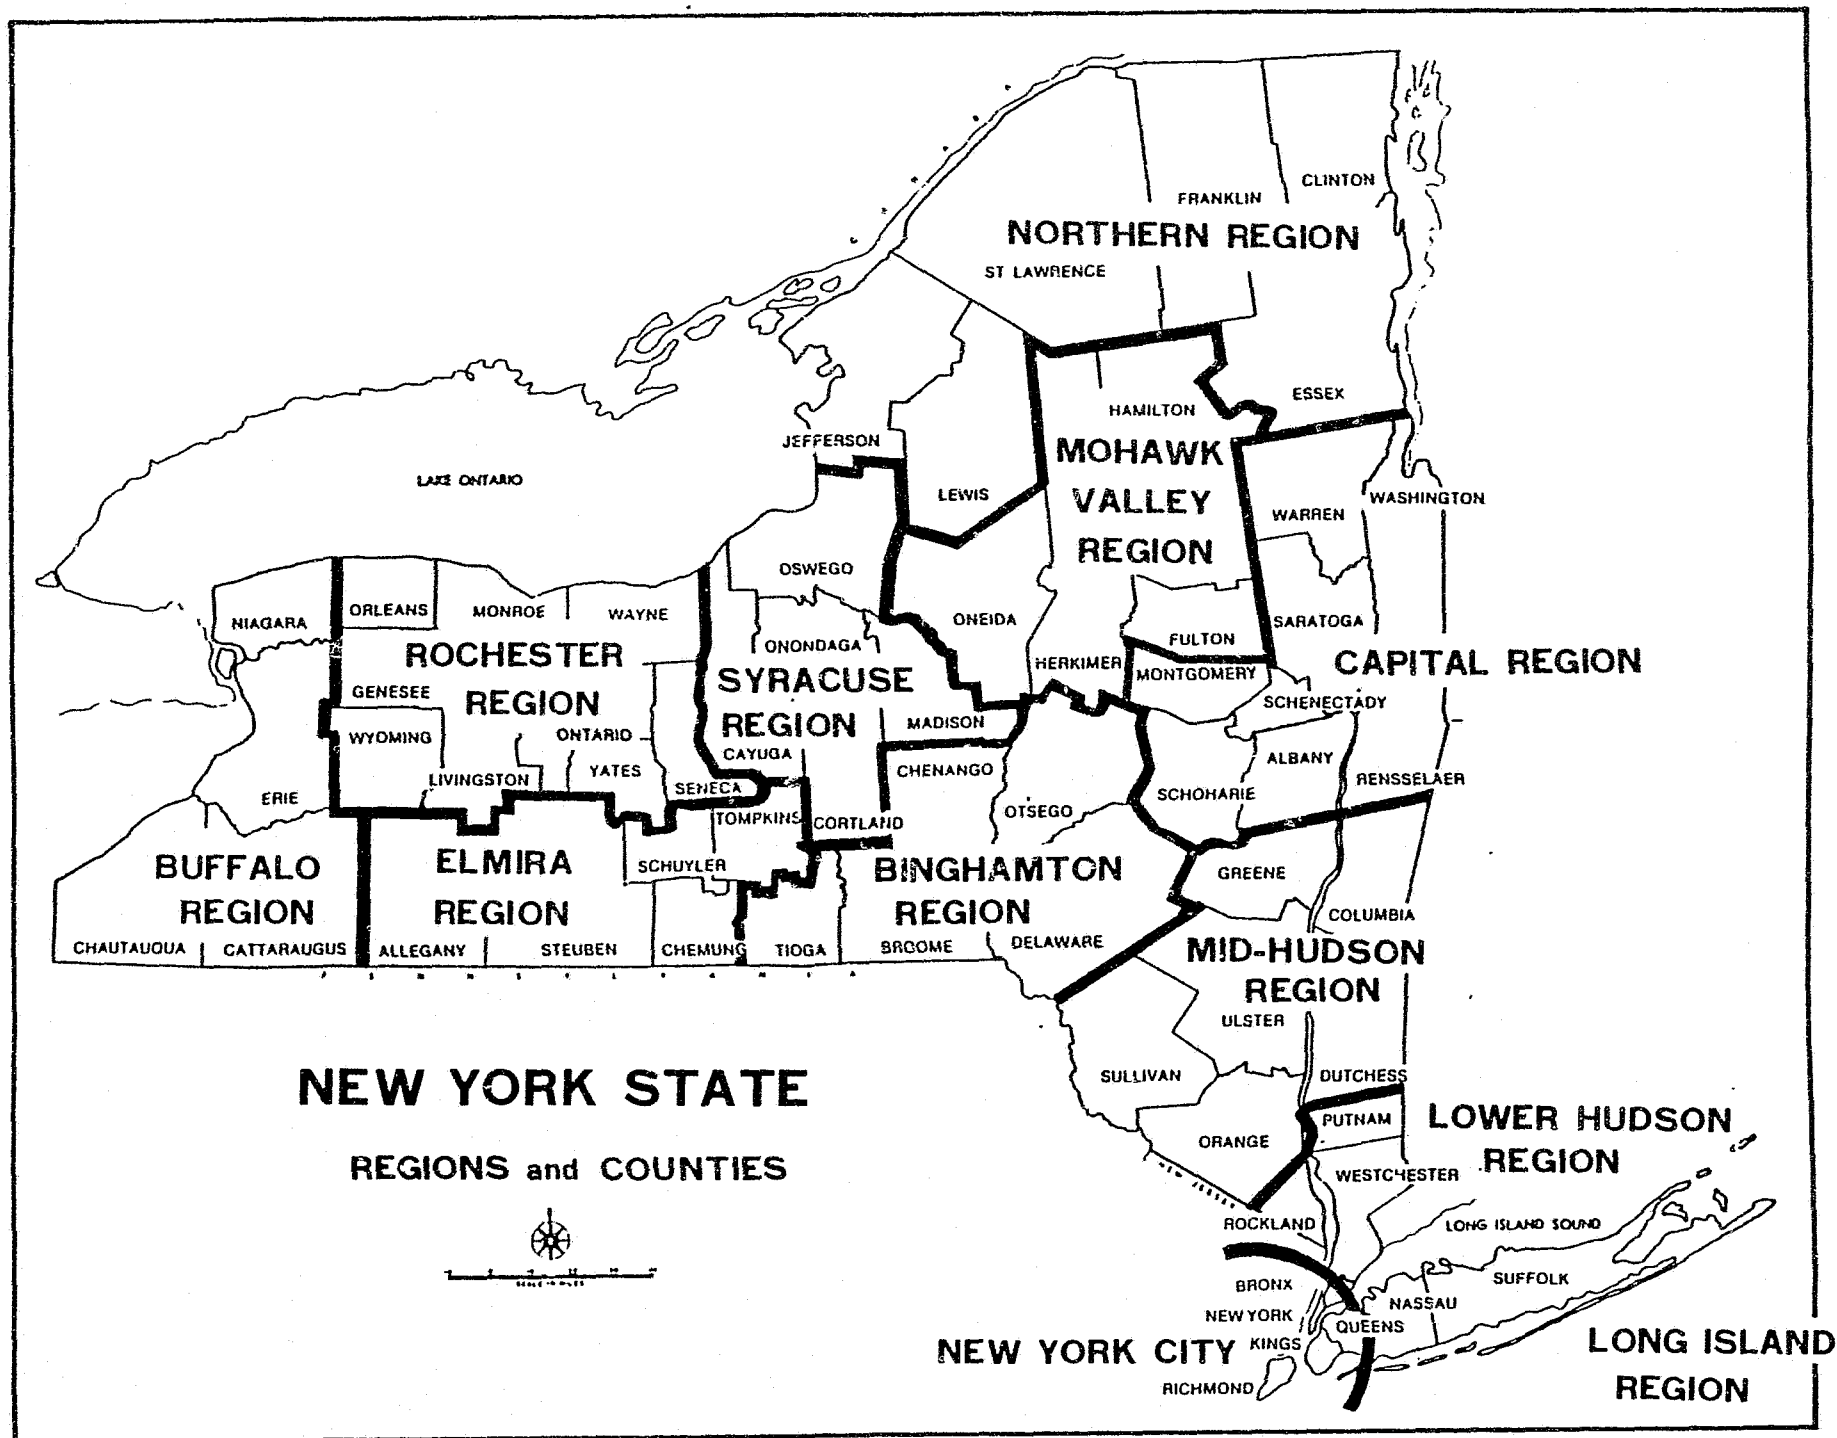 CLINTON
FRANKLIN
NORTHERN REGION
ST LAWRENCE
ESSEX
HAMILTON
JEFFERSON
MOHAWK
VALLEY
REGION
LAKE ONTARIO
LEWIS
WASHINGTON
WARREN
OSWEGO
NIAGARA
ORLEANS
MONROE
WAYNE
ONEIDA
SARATOGA
FULTON
ONONDAGA
ROCHESTER
REGION
HERKIMER
MONTGOMERY
CAPITAL REGION
SYRACUSE
REGION
GENESEE
SCHENECTADY
MADISON
WYOMING
ONTARIO
CAYUGA
ALBANY
LIVINGSTON
YATES
CHENANGO
RENSSELAER
SENECA
ERIE
SCHOHARIE
OTSEGO
TOMPKINS
CORTLAND
BUFFALO
REGION
ELMIRA
REGION
SCHUYLER
BINGHAMTON
REGION
GREENE
COLUMBIA
CHAUTAUQUA
CATTARAUGUS
ALLEGANY
STEUBEN
CHEMUNG
TIOGA
BROOME
DELAWARE
MID-HUDSON
REGION
ULSTER
SULLIVAN
DUTCHESS
NEW YORK STATE
REGIONS and COUNTIES
PUTNAM
LOWER HUDSON
REGION
ORANGE
WESTCHESTER
ROCKLAND
LONG ISLAND SOUND
SUFFOLK
BRONX
NASSAU
NEW YORK
QUEENS
KINGS
NEW YORK CITY
RICHMOND
LONG ISLAND
REGION